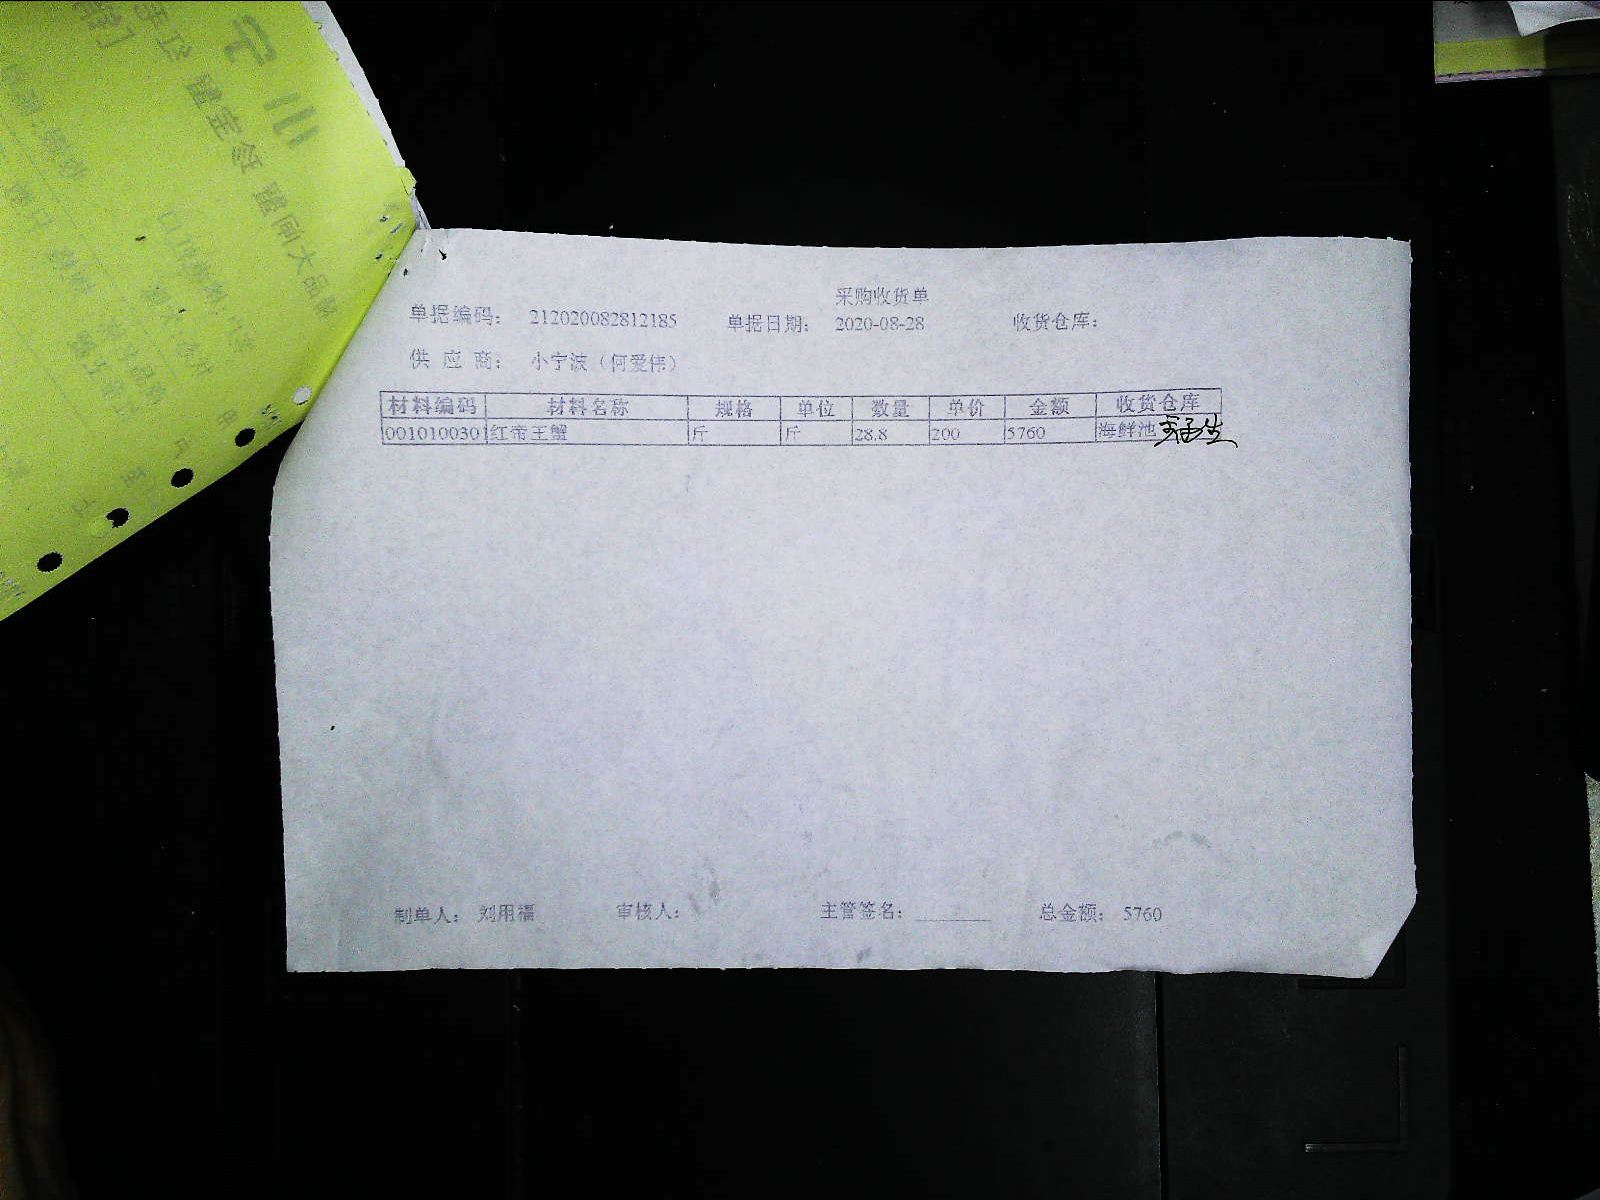 采购收货单
单据编码： 212020082812185 单据日期： 2020-08-28 收货仓库：
供 应 商： 小宁波（何爱伟）
材料编码 材料名称 规格 单位 数量 单价 金额 收货仓库
001010030 红帝王蟹 斤 斤 28.8 200 5760 海鲜池
制单人： 刘用福 审核人： 主管签名： 总金额： 5760